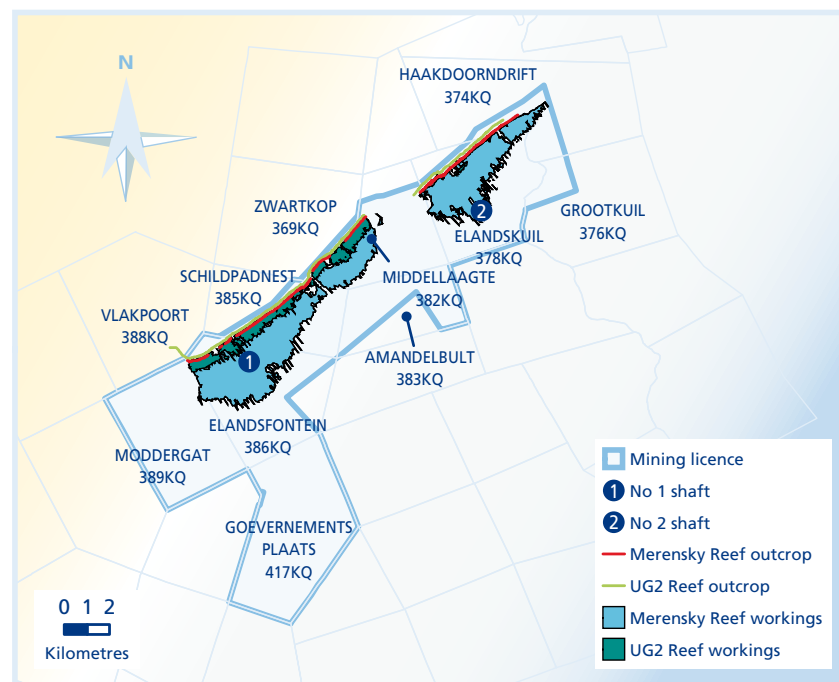 N
HAAKDOORNDRIFT
374KQ
ZWARTKOP
369KQ
2
GROOTKUIL
376KQ
ELANDSKUIL
378KQ
SCHILDPADNEST
385KQ
MIDDELLAAGTE
382KQ
VLAKPOORT
388KQ
1
AMANDELBULT
383KQ
ELANDSFONTEIN
386KQ
MODDERGAT
389KQ
GOEVERNEMENTS
PLAATS
417KQ
0 1 2
Kilometres
Mining licence
1 No 1 shaft
2 No 2 shaft
Merensky Reef outcrop
UG2 Reef outcrop
Merensky Reef workings
UG2 Reef workings